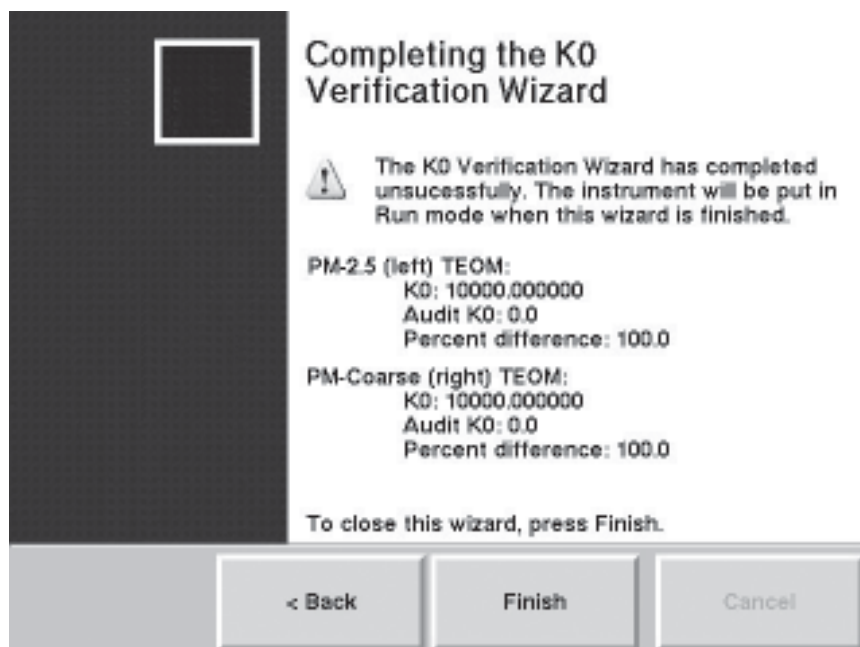 Completing the K0
Verification Wizard
The K0 Verification Wizard has completed
unsucessfully. The instrument will be put in
Run mode when this wizard is finished.
PM-2.5 (left) TEOM:
K0: 10000.000000
Audit K0: 0.0
Percent difference: 100.0
PM-Coarse (right) TEOM:
K0: 10000.000000
Audit K0: 0.0
Percent difference: 100.0
To close this wizard, press Finish.
< Back
Finish
Cancel